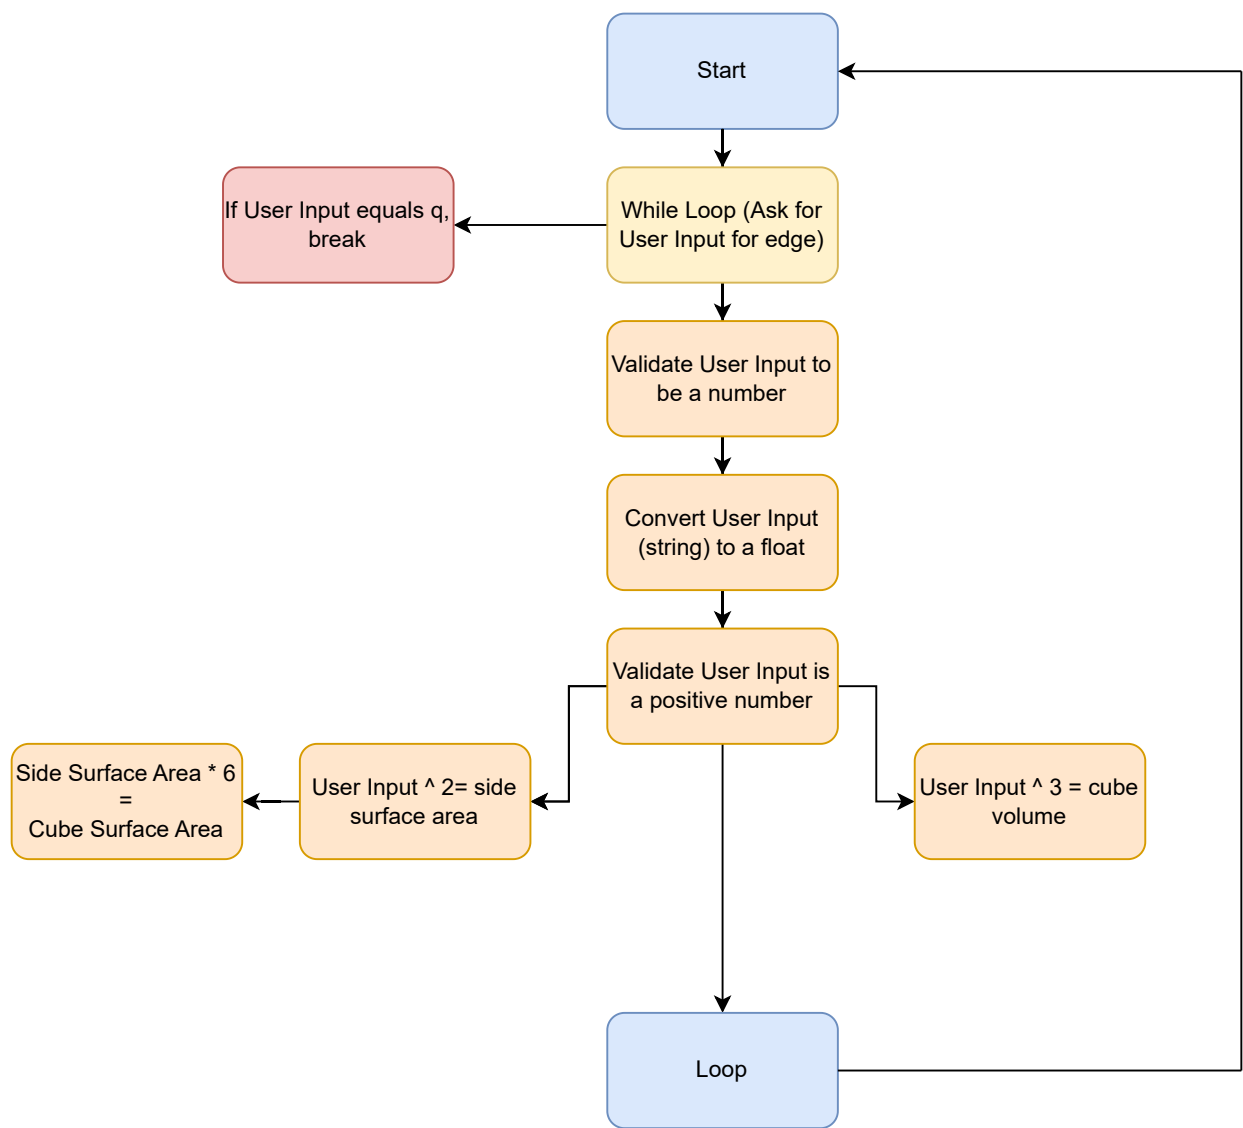 Start
If User Input equals q,
break
While Loop (Ask for
User Input for edge)
Validate User Input to
be a number
Convert User Input
(string) to a float
Validate User Input is
a positive number
Side Surface Area * 6
=
Cube Surface Area
User Input ^ 2= side
surface area
User Input ^ 3 = cube
volume
Loop